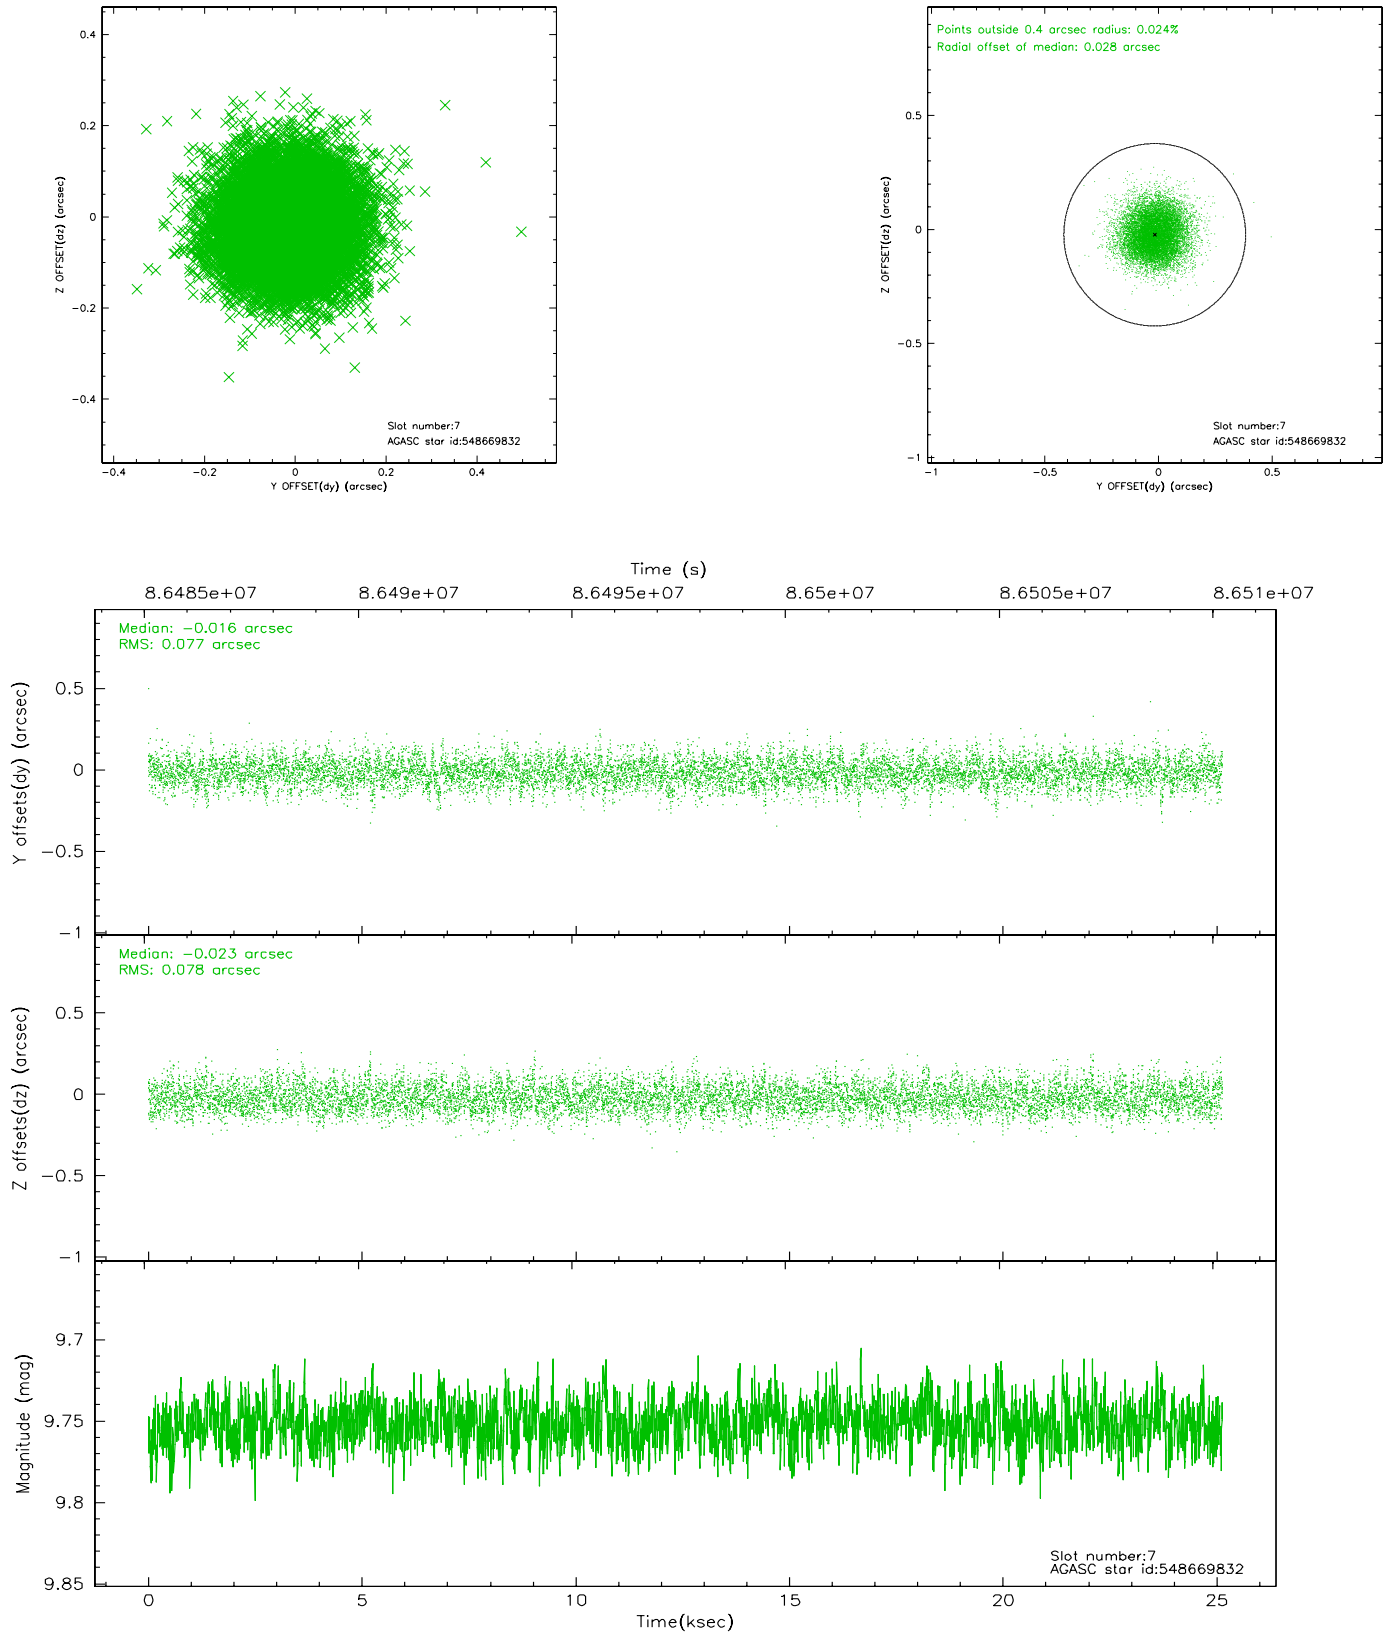 0.4
0.2
0
−0.2
−0.4
Z OFFSET(dz) (arcsec)
Slot number:7
AGASC star id:548669832
−0.4 −0.2 0 0.2 0.4
Y OFFSET(dy) (arcsec)
Points outside 0.4 arcsec radius: 0.024%
Radial offset of median: 0.028 arcsec
0.5
0
−0.5
−1
Z OFFSET(dz) (arcsec)
Slot number:7
AGASC star id:548669832
−1 −0.5 0 0.5
Y OFFSET(dy) (arcsec)
Time (s)
8.6485e+07 8.649e+07 8.6495e+07 8.65e+07 8.6505e+07 8.651e+07
Median: −0.016 arcsec
RMS: 0.077 arcsec
0.5
0
−0.5
−1
Y offsets(dy) (arcsec)
Median: −0.023 arcsec
RMS: 0.078 arcsec
0.5
0
−0.5
−1
Z offsets(dz) (arcsec)
9.7
9.75
9.8
9.85
Magnitude (mag)
Slot number:7
AGASC star id:548669832
0 5 10 15 20 25
Time(ksec)